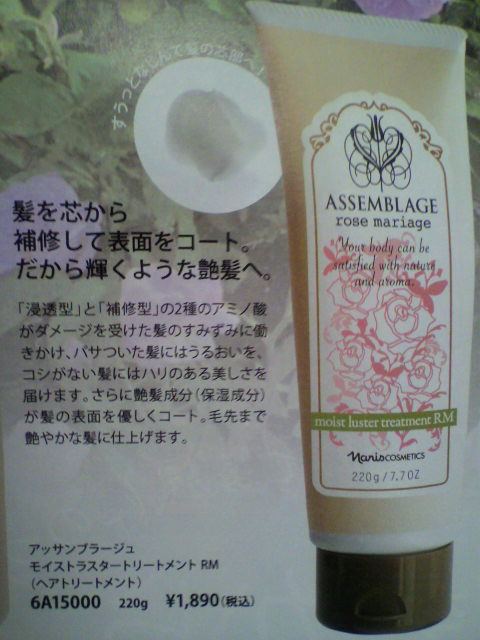 すうっとなじんで髪の芯部へ!
髪を芯から
補修して表面をコート。
だから輝くような艶髪へ。
「浸透型」と「補修型」の2種のアミノ酸
がダメージを受けた髪のすみずみに働
きかけ、パサついた髪にはうるおいを、
コシがない髪にはハリのある美しさを
届けます。さらに艶髪成分(保湿成分)
が髪の表面を優しくコート。毛先まで
艶やかな髪に仕上げます。
アッサンブラージュ
モイストラスタートリートメント RM
(ヘアトリートメント)
6A15000 220g ¥1,890(税込)
ASSEMBLAGE
rose mariage
Your body can be
satisfied with nature
and aroma.
moist luster treatment RM
Naris COSMETICS
220g / 7.7OZ